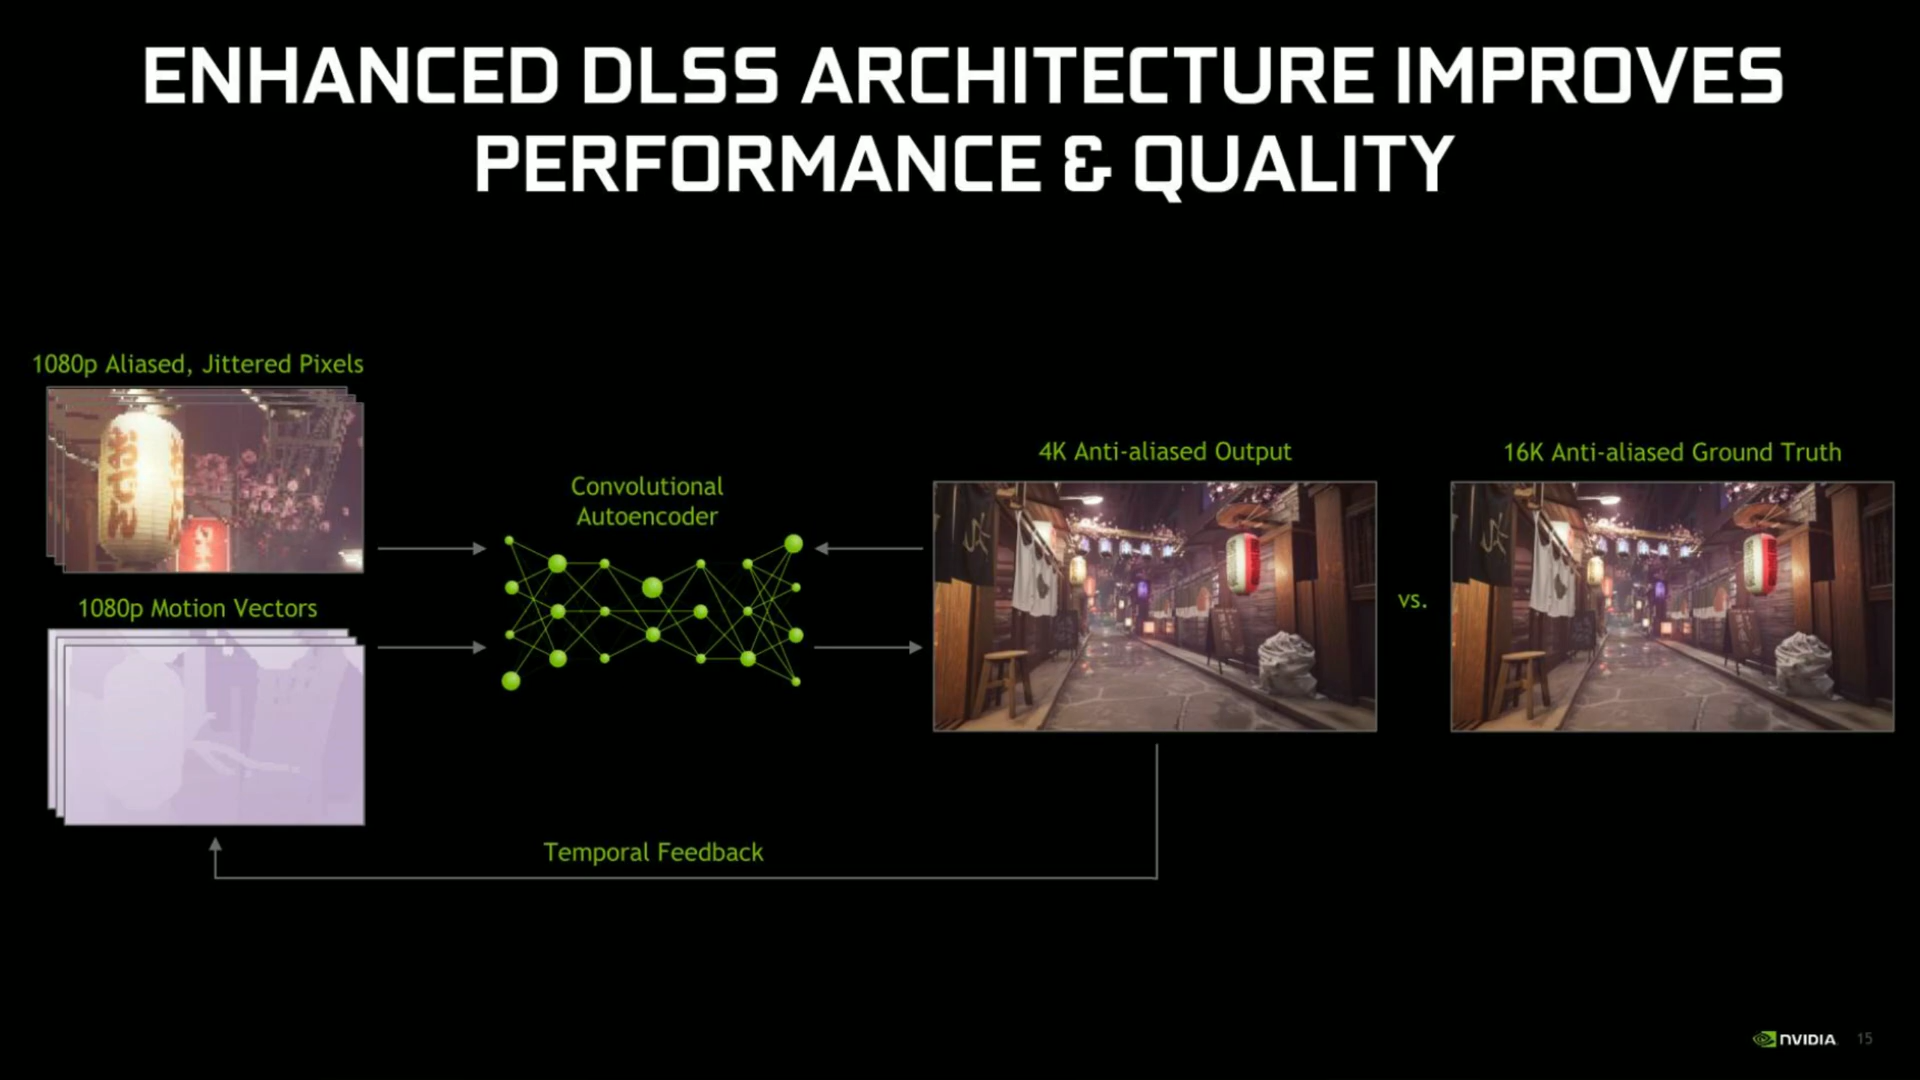 ENHANCED DLSS ARCHITECTURE IMPROVES
PERFORMANCE & QUALITY
1080p Aliased, Jittered Pixels
1080p Motion Vectors
Convolutional
Autoencoder
4K Anti-aliased Output
vs.
16K Anti-aliased Ground Truth
Temporal Feedback
NVIDIA
15